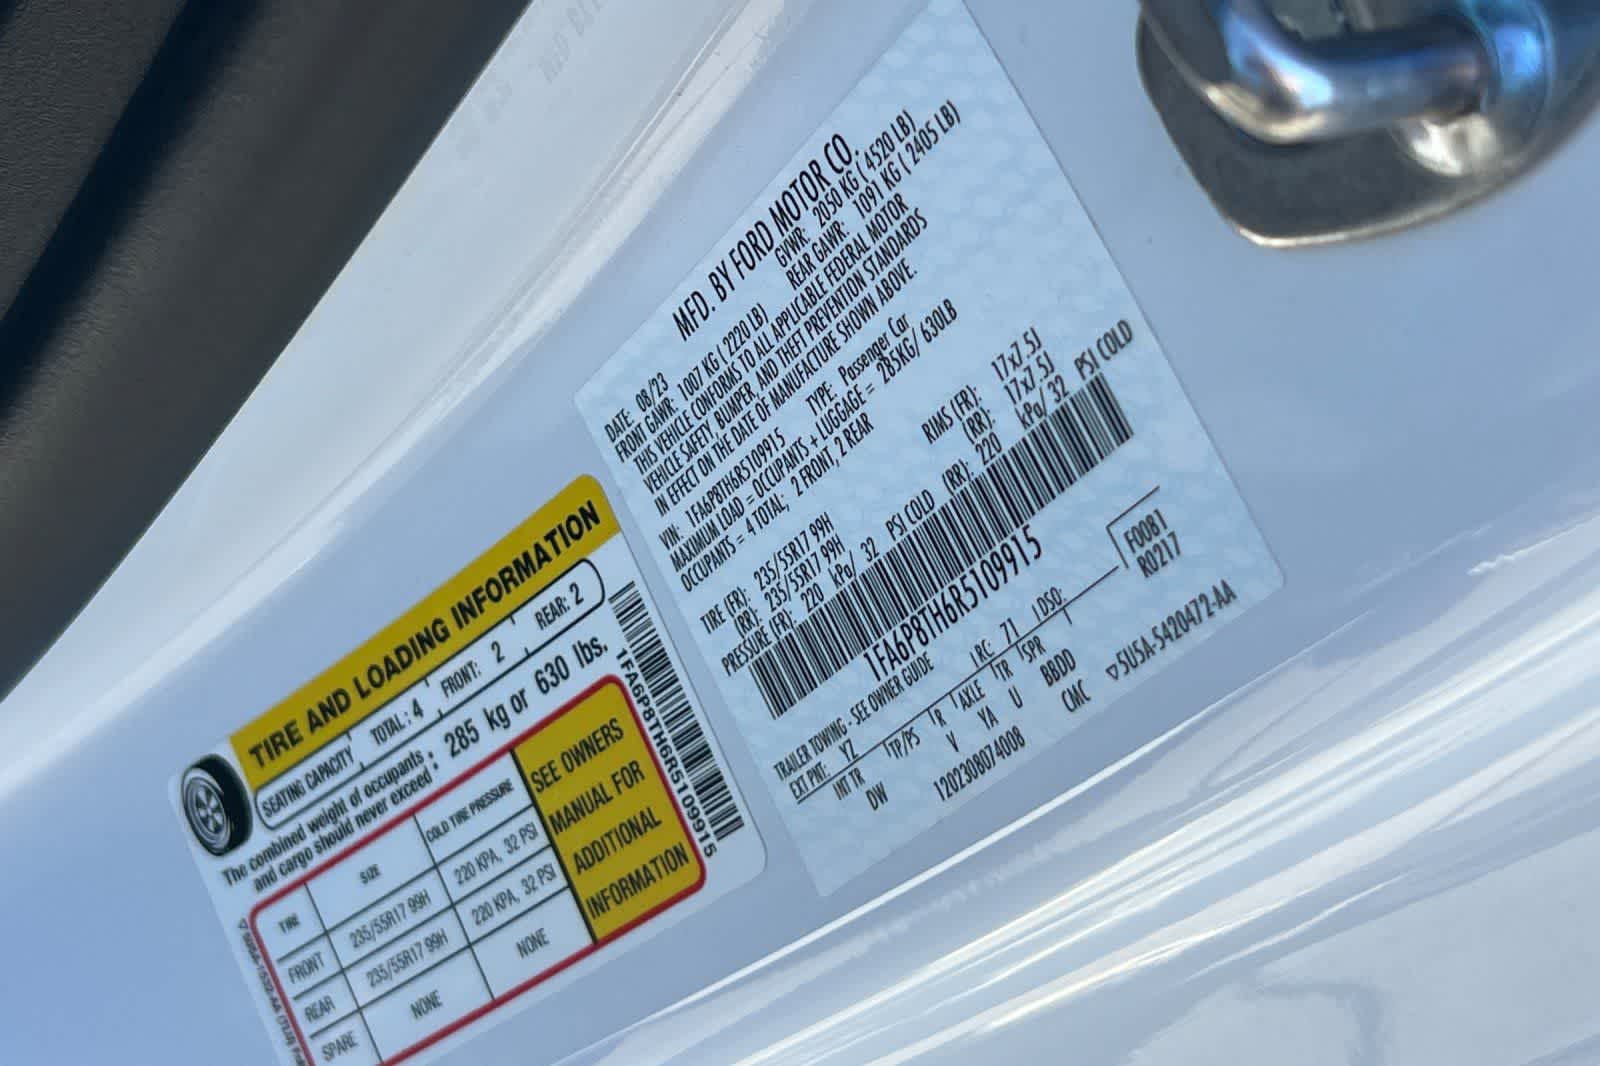 MFD. BY FORD MOTOR CO.
DATE: 08/23 GVWR: 2050 KG ( 4520 LB)
FRONT GAWR: 1007 KG ( 2220 LB) REAR GAWR: 1091 KG ( 2405 LB)
THIS VEHICLE CONFORMS TO ALL APPLICABLE FEDERAL MOTOR
VEHICLE SAFETY, BUMPER, AND THEFT PREVENTION STANDARDS
IN EFFECT ON THE DATE OF MANUFACTURE SHOWN ABOVE.
VIN: 1FA6P8TH6R5109915 TYPE: Passenger Car
MAXIMUM LOAD = OCCUPANTS + LUGGAGE = 285KG/ 630LB
OCCUPANTS = 4 TOTAL; 2 FRONT, 2 REAR
TIRE (FR): 235/55R17 99H RIMS (FR): 17x7.5J
(RR): 235/55R17 99H (RR): 17x7.5J
PRESSURE (FR): 220 kPa/ 32 PSI COLD (RR): 220 kPa/ 32 PSI COLD
1FA6P8TH6R5109915
TRAILER TOWING - SEE OWNER GUIDE F0081
EXT PNT: YZ RC: 71 DSO: R0217
INT TR TP/PS R AXLE TR SPR
DW V YA U BBDD
1202308074008 CMC ▽5U5A-5420472-AA
TIRE AND LOADING INFORMATION
SEATING CAPACITY TOTAL: 4 FRONT: 2 REAR: 2
The combined weight of occupants
and cargo should never exceed : 285 kg or 630 lbs.
TIRE SIZE COLD TIRE PRESSURE
FRONT 235/55R17 99H 220 KPA, 32 PSI
REAR 235/55R17 99H 220 KPA, 32 PSI
SPARE NONE NONE
SEE OWNERS
MANUAL FOR
ADDITIONAL
INFORMATION
1FA6P8TH6R5109915